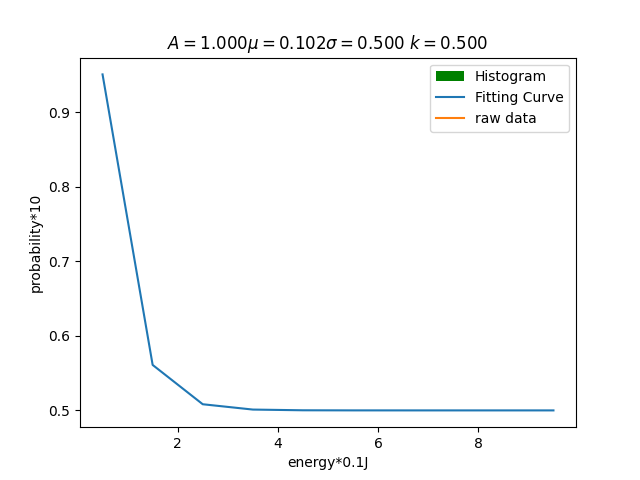 A = 1.000μ = 0.102σ = 0.500 k = 0.500
Histogram
Fitting Curve
raw data
0.9
0.8
0.7
0.6
0.5
probability*10
2 4 6 8
energy*0.1J